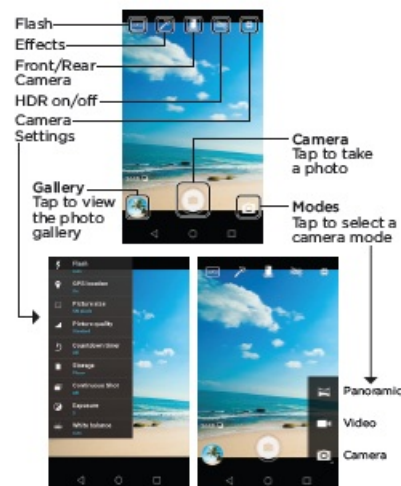 Flash
Effects
Front/Rear
Camera
HDR on/off
Camera
Settings
Camera
Tap to take
a photo
Gallery
Tap to view
the photo
gallery
Modes
Tap to select a
camera mode
Flash
GPS location
Picture size
Picture quality
Countdown timer
Storage
Phone
Continuous Shot
Exposure
White balance
Panoramic
Video
Camera